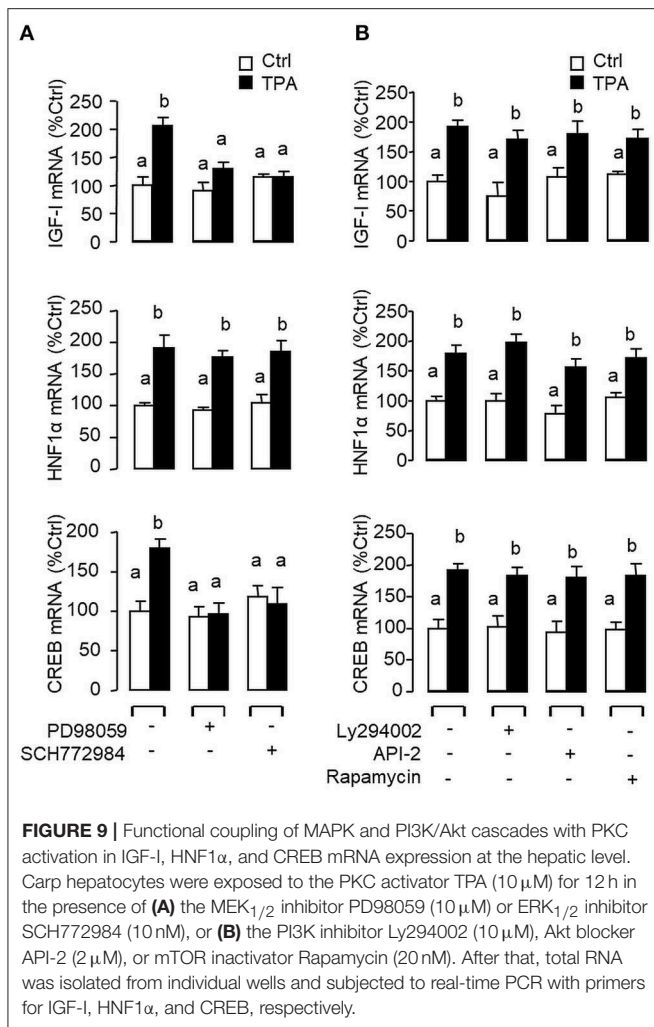 A
B
Ctrl
TPA
Ctrl
TPA
IGF-I mRNA (%Ctrl)
250
200
150
100
50
0
a b a a a a
IGF-I mRNA (%Ctrl)
250
200
150
100
50
0
a b a b a b a b
HNF1α mRNA (%Ctrl)
250
200
150
100
50
0
a b a b a b
HNF1α mRNA (%Ctrl)
250
200
150
100
50
0
a b a b a b a b
CREB mRNA (%Ctrl)
200
150
100
50
0
a b a a a a
CREB mRNA (%Ctrl)
250
200
150
100
50
0
a b a b a b a b
PD98059 - + -
SCH772984 - - +
Ly294002 - + - -
API-2 - - + -
Rapamycin - - - +
FIGURE 9 | Functional coupling of MAPK and PI3K/Akt cascades with PKC
activation in IGF-I, HNF1α, and CREB mRNA expression at the hepatic level.
Carp hepatocytes were exposed to the PKC activator TPA (10 μM) for 12 h in
the presence of (A) the MEK1/2 inhibitor PD98059 (10 μM) or ERK1/2 inhibitor
SCH772984 (10 nM), or (B) the PI3K inhibitor Ly294002 (10 μM), Akt blocker
API-2 (2 μM), or mTOR inactivator Rapamycin (20 nM). After that, total RNA
was isolated from individual wells and subjected to real-time PCR with primers
for IGF-I, HNF1α, and CREB, respectively.